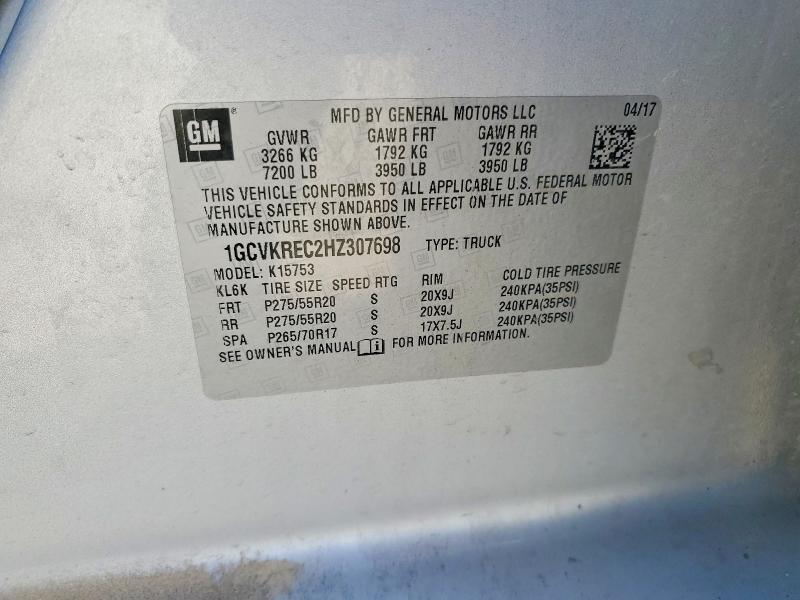 GM
MFD BY GENERAL MOTORS LLC 04/17
GVWR GAWR FRT GAWR RR
3266 KG 1792 KG 1792 KG
7200 LB 3950 LB 3950 LB
THIS VEHICLE CONFORMS TO ALL APPLICABLE U.S. FEDERAL MOTOR
VEHICLE SAFETY STANDARDS IN EFFECT ON THE DATE OF
MANUFACTURE SHOWN ABOVE.
1GCVKREC2HZ307698 TYPE: TRUCK
MODEL: K15753
KL6K TIRE SIZE SPEED RTG RIM COLD TIRE PRESSURE
FRT P275/55R20 S 20X9J 240KPA(35PSI)
RR P275/55R20 S 20X9J 240KPA(35PSI)
SPA P265/70R17 S 17X7.5J 240KPA(35PSI)
SEE OWNER'S MANUAL FOR MORE INFORMATION.